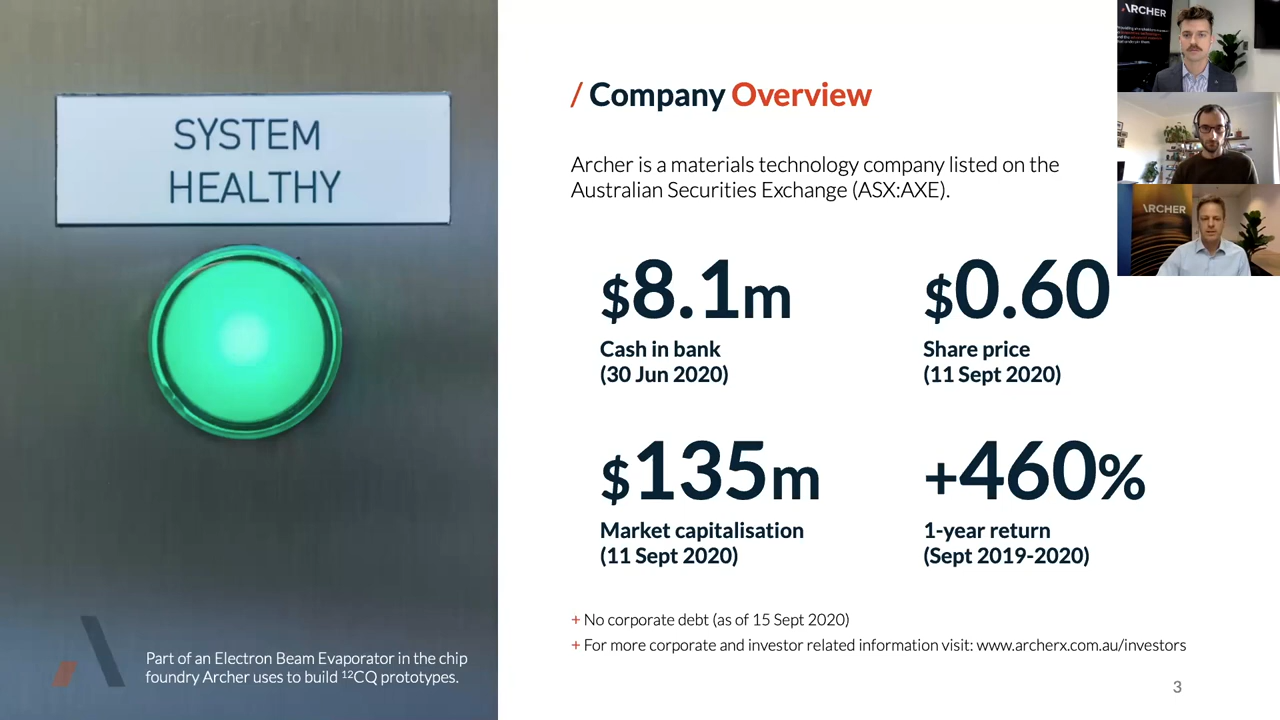 SYSTEM
HEALTHY
Part of an Electron Beam Evaporator in the chip
foundry Archer uses to build ¹²CQ prototypes.
/ Company Overview
Archer is a materials technology company listed on the
Australian Securities Exchange (ASX:AXE).
$8.1m
Cash in bank
(30 Jun 2020)
$0.60
Share price
(11 Sept 2020)
$135m
Market capitalisation
(11 Sept 2020)
+460%
1-year return
(Sept 2019-2020)
+ No corporate debt (as of 15 Sept 2020)
+ For more corporate and investor related information visit: www.archerx.com.au/investors
3
ARCHER
ARCHER